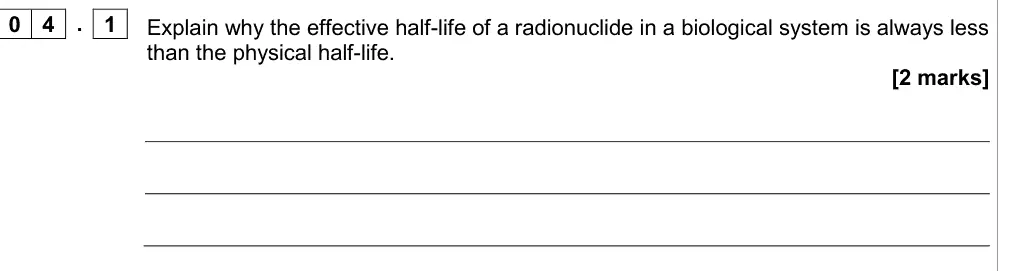 0 4 . 1 Explain why the effective half-life of a radionuclide in a biological system is always less
than the physical half-life.
[2 marks]